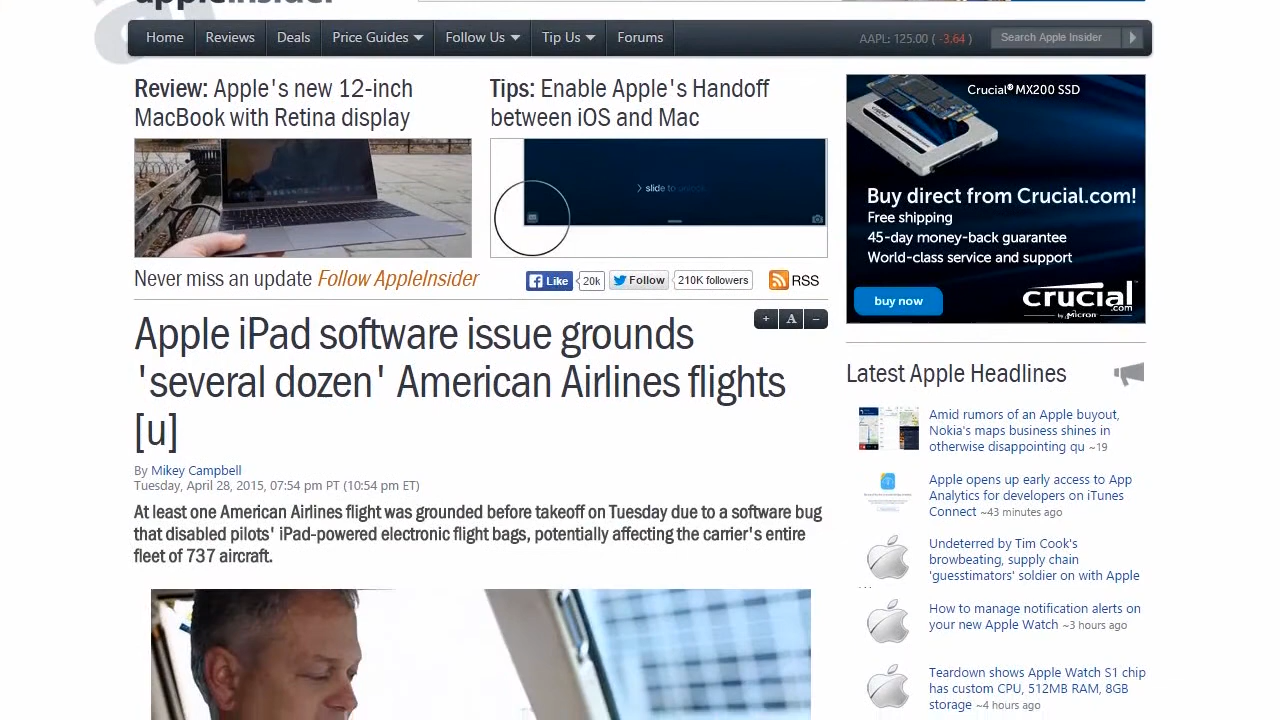 appleinsider
Home Reviews Deals Price Guides Follow Us Tip Us Forums AAPL: 125.00 ( -3.64 ) Search Apple Insider
Review: Apple's new 12-inch
MacBook with Retina display
Tips: Enable Apple's Handoff
between iOS and Mac
> slide to unlock
Never miss an update Follow AppleInsider
Like 20k Follow 210K followers RSS
Apple iPad software issue grounds
'several dozen' American Airlines flights
[u]
+ A −
By Mikey Campbell
Tuesday, April 28, 2015, 07:54 pm PT (10:54 pm ET)
At least one American Airlines flight was grounded before takeoff on Tuesday due to a software bug
that disabled pilots' iPad-powered electronic flight bags, potentially affecting the carrier's entire
fleet of 737 aircraft.
Crucial® MX200 SSD
Buy direct from Crucial.com!
Free shipping
45-day money-back guarantee
World-class service and support
buy now
crucial
.com
by Micron
Latest Apple Headlines
Amid rumors of an Apple buyout,
Nokia's maps business shines in
otherwise disappointing qu ~19
Apple opens up early access to App
Analytics for developers on iTunes
Connect ~43 minutes ago
Undeterred by Tim Cook's
browbeating, supply chain
'guesstimators' soldier on with Apple
How to manage notification alerts on
your new Apple Watch ~3 hours ago
Teardown shows Apple Watch S1 chip
has custom CPU, 512MB RAM, 8GB
storage ~4 hours ago